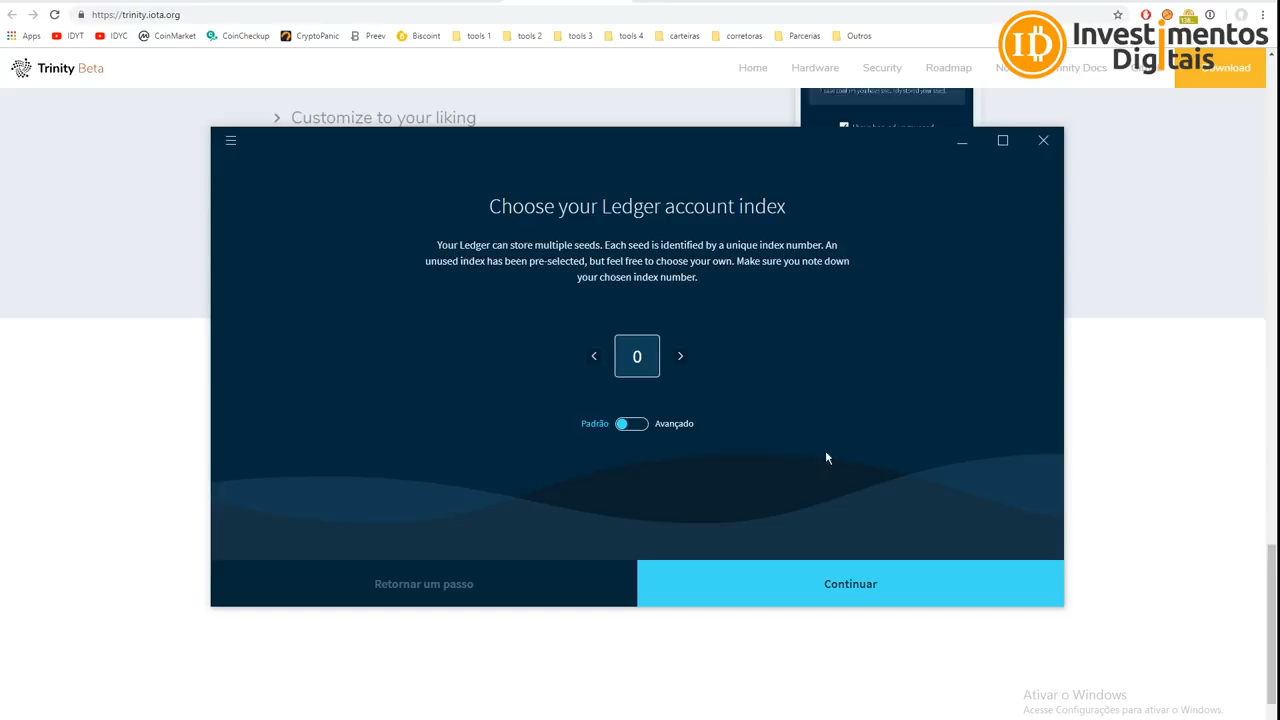 https://trinity.iota.org
Apps
IDYT
IDYC
CoinMarket
CoinCheckup
CryptoPanic
Preev
Biscoint
tools 1
tools 2
tools 3
tools 4
carteiras
corretoras
Parcerias
Outros
ID Investimentos
Digitais
Trinity Beta
Home
Hardware
Security
Roadmap
Docs
Download
Customize to your liking
Choose your Ledger account index
Your Ledger can store multiple seeds. Each seed is identified by a unique index number. An
unused index has been pre-selected, but feel free to choose your own. Make sure you note down
your chosen index number.
0
Padrão
Avançado
Retornar um passo
Continuar
Ativar o Windows
Acesse Configurações para ativar o Windows.